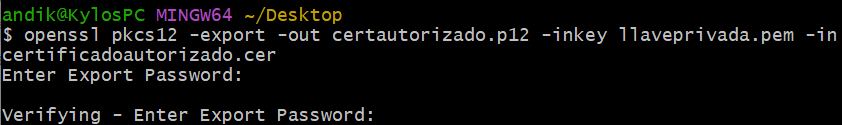 andik@KylosPC MINGW64 ~/Desktop
$ openssl pkcs12 -export -out certautorizado.p12 -inkey llaveprivada.pem -in
certificadoautorizado.cer
Enter Export Password:
Verifying - Enter Export Password: